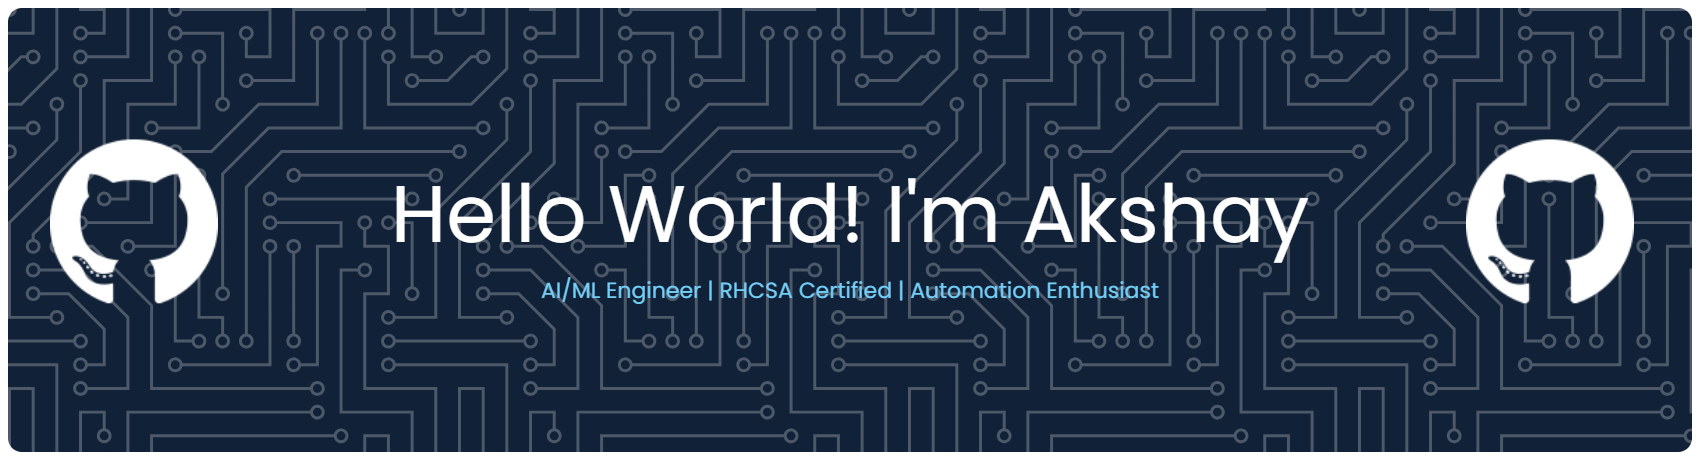 Hello World! I'm Akshay
AI/ML Engineer | RHCSA Certified | Automation Enthusiast